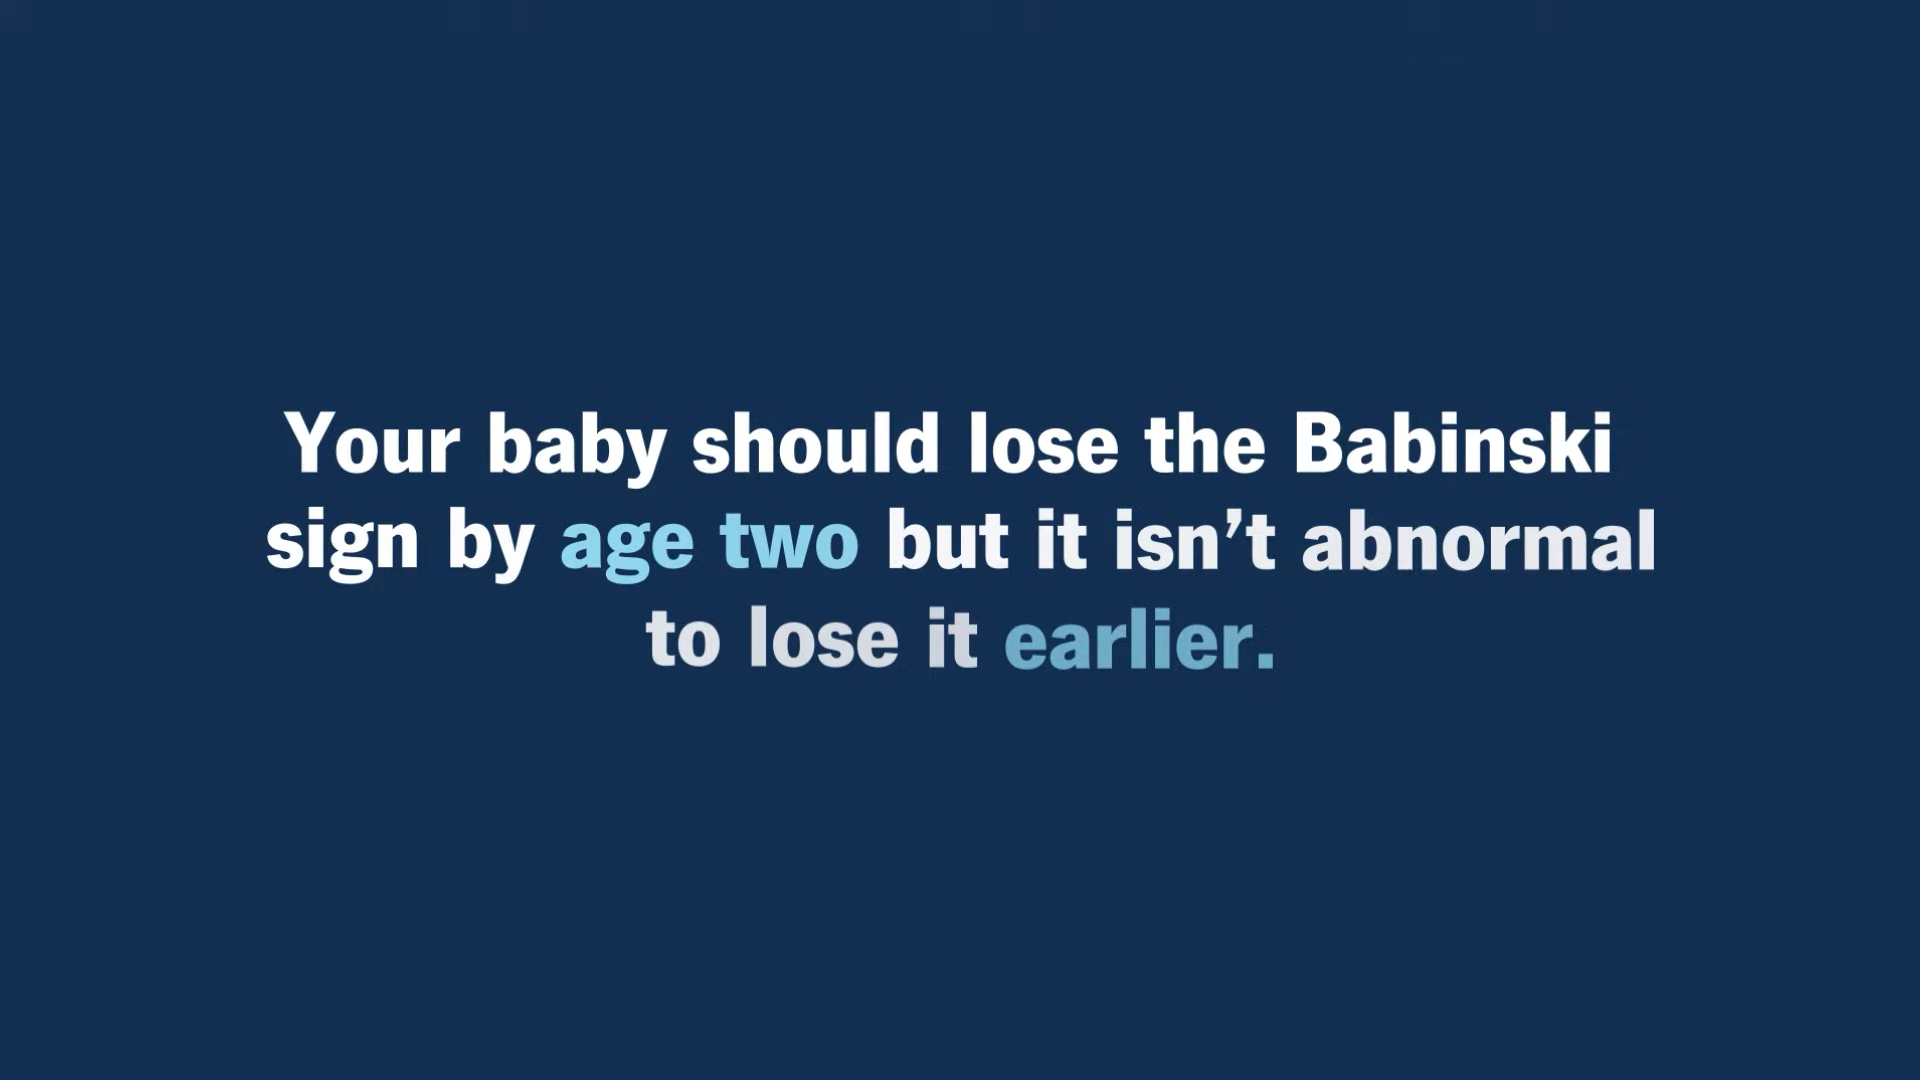 Your baby should lose the Babinski
sign by age two but it isn’t abnormal
to lose it earlier.